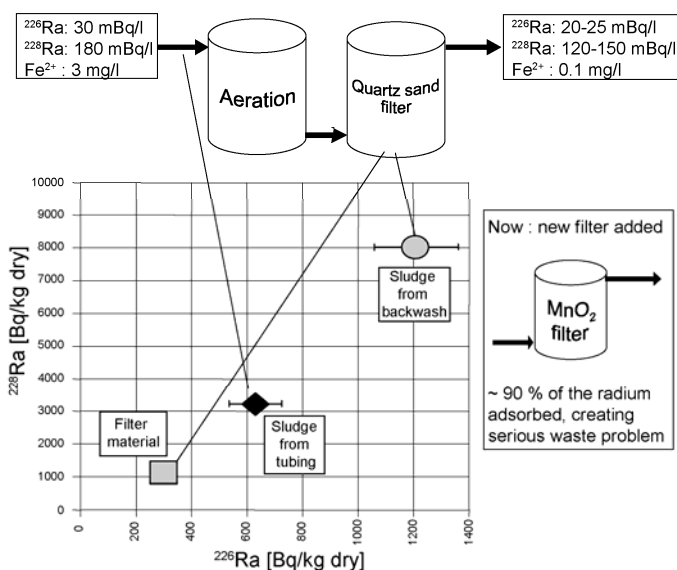 ²²⁶Ra: 30 mBq/l
²²⁸Ra: 180 mBq/l
Fe²⁺ : 3 mg/l
Aeration
Quartz sand
filter
²²⁶Ra: 20-25 mBq/l
²²⁸Ra: 120-150 mBq/l
Fe²⁺ : 0.1 mg/l
10000
9000
8000
7000
6000
5000
4000
3000
2000
1000
0
²²⁸Ra [Bq/kg dry]
Sludge
from
backwash
Filter
material
Sludge
from
tubing
0
200
400
600
800
1000
1200
1400
²²⁶Ra [Bq/kg dry]
Now : new filter added
MnO₂
filter
~ 90 % of the radium
adsorbed, creating
serious waste problem